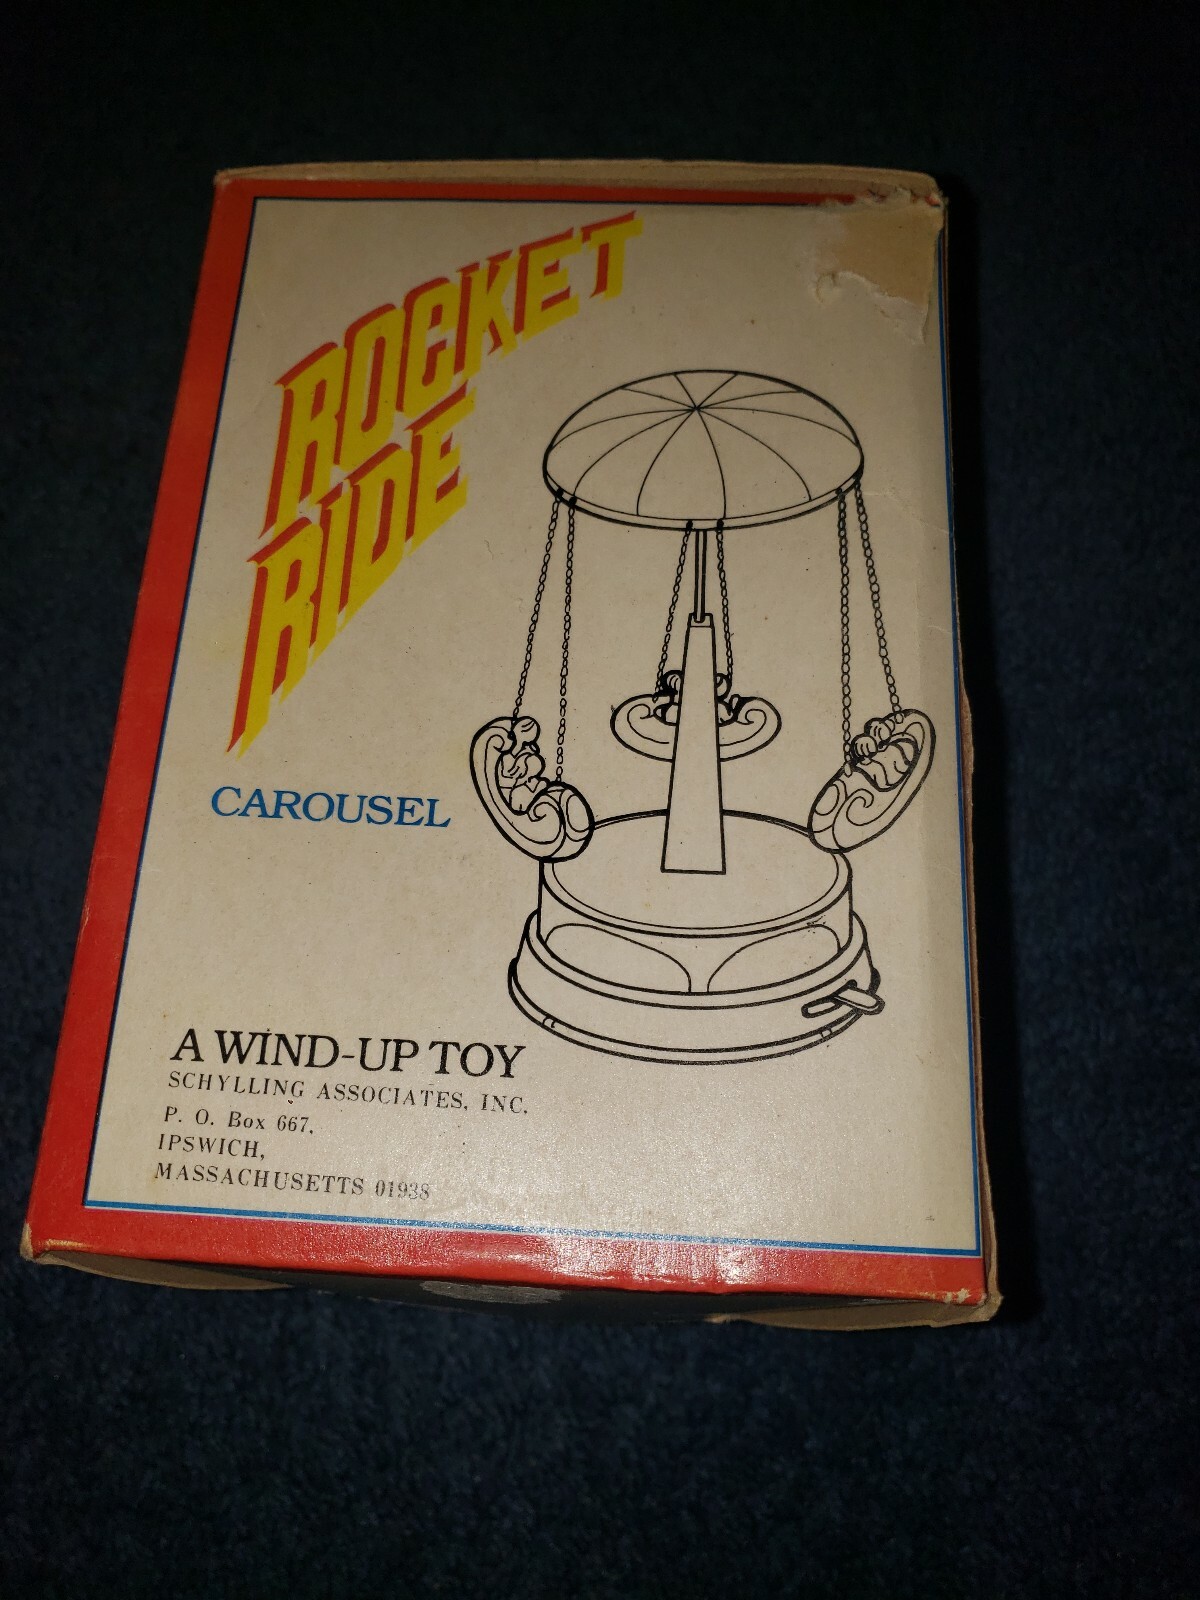 ROCKET
RIDE
CAROUSEL
A WIND-UP TOY
SCHYLLING ASSOCIATES, INC.
P. O. Box 667,
IPSWICH,
MASSACHUSETTS 01938